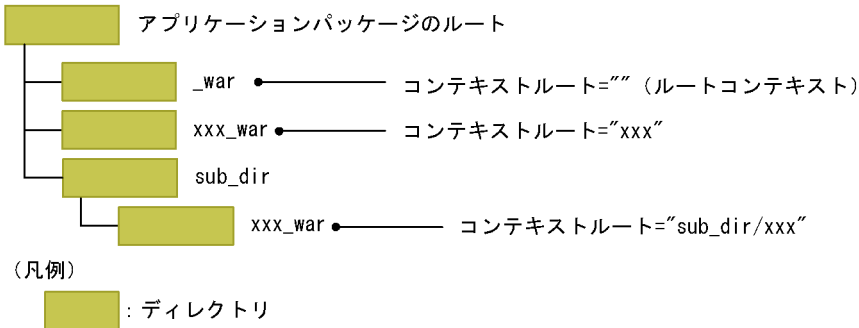 アプリケーションパッケージのルート
_war コンテキストルート=""(ルートコンテキスト)
xxx_war コンテキストルート="xxx"
sub_dir
xxx_war コンテキストルート="sub_dir/xxx"
(凡例)
:ディレクトリ